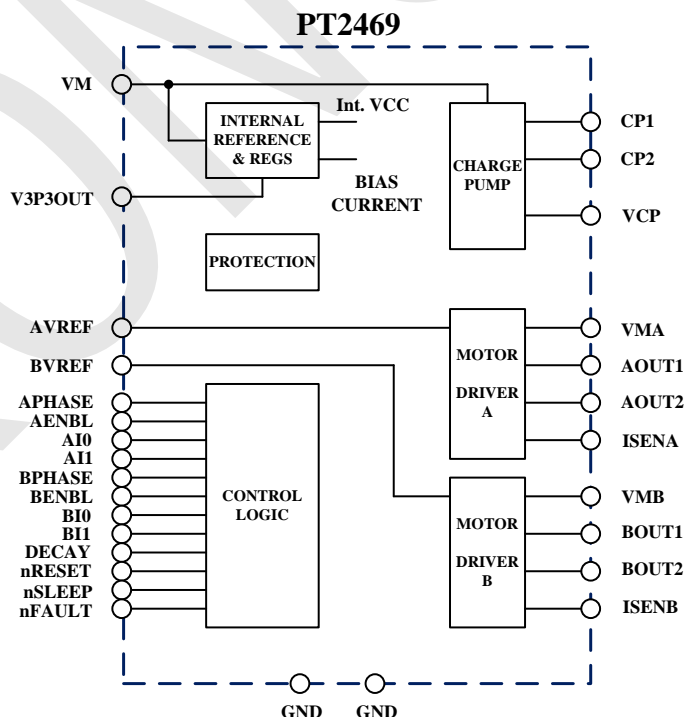 PT2469
VM
V3P3OUT
INTERNAL
REFERENCE
& REGS
Int. VCC
BIAS
CURRENT
CHARGE
PUMP
CP1
CP2
VCP
PROTECTION
AVREF
BVREF
APHASE
AENBL
AI0
AI1
BPHASE
BENBL
BI0
BI1
DECAY
nRESET
nSLEEP
nFAULT
CONTROL
LOGIC
MOTOR
DRIVER
A
VMA
AOUT1
AOUT2
ISENA
MOTOR
DRIVER
B
VMB
BOUT1
BOUT2
ISENB
GND GND